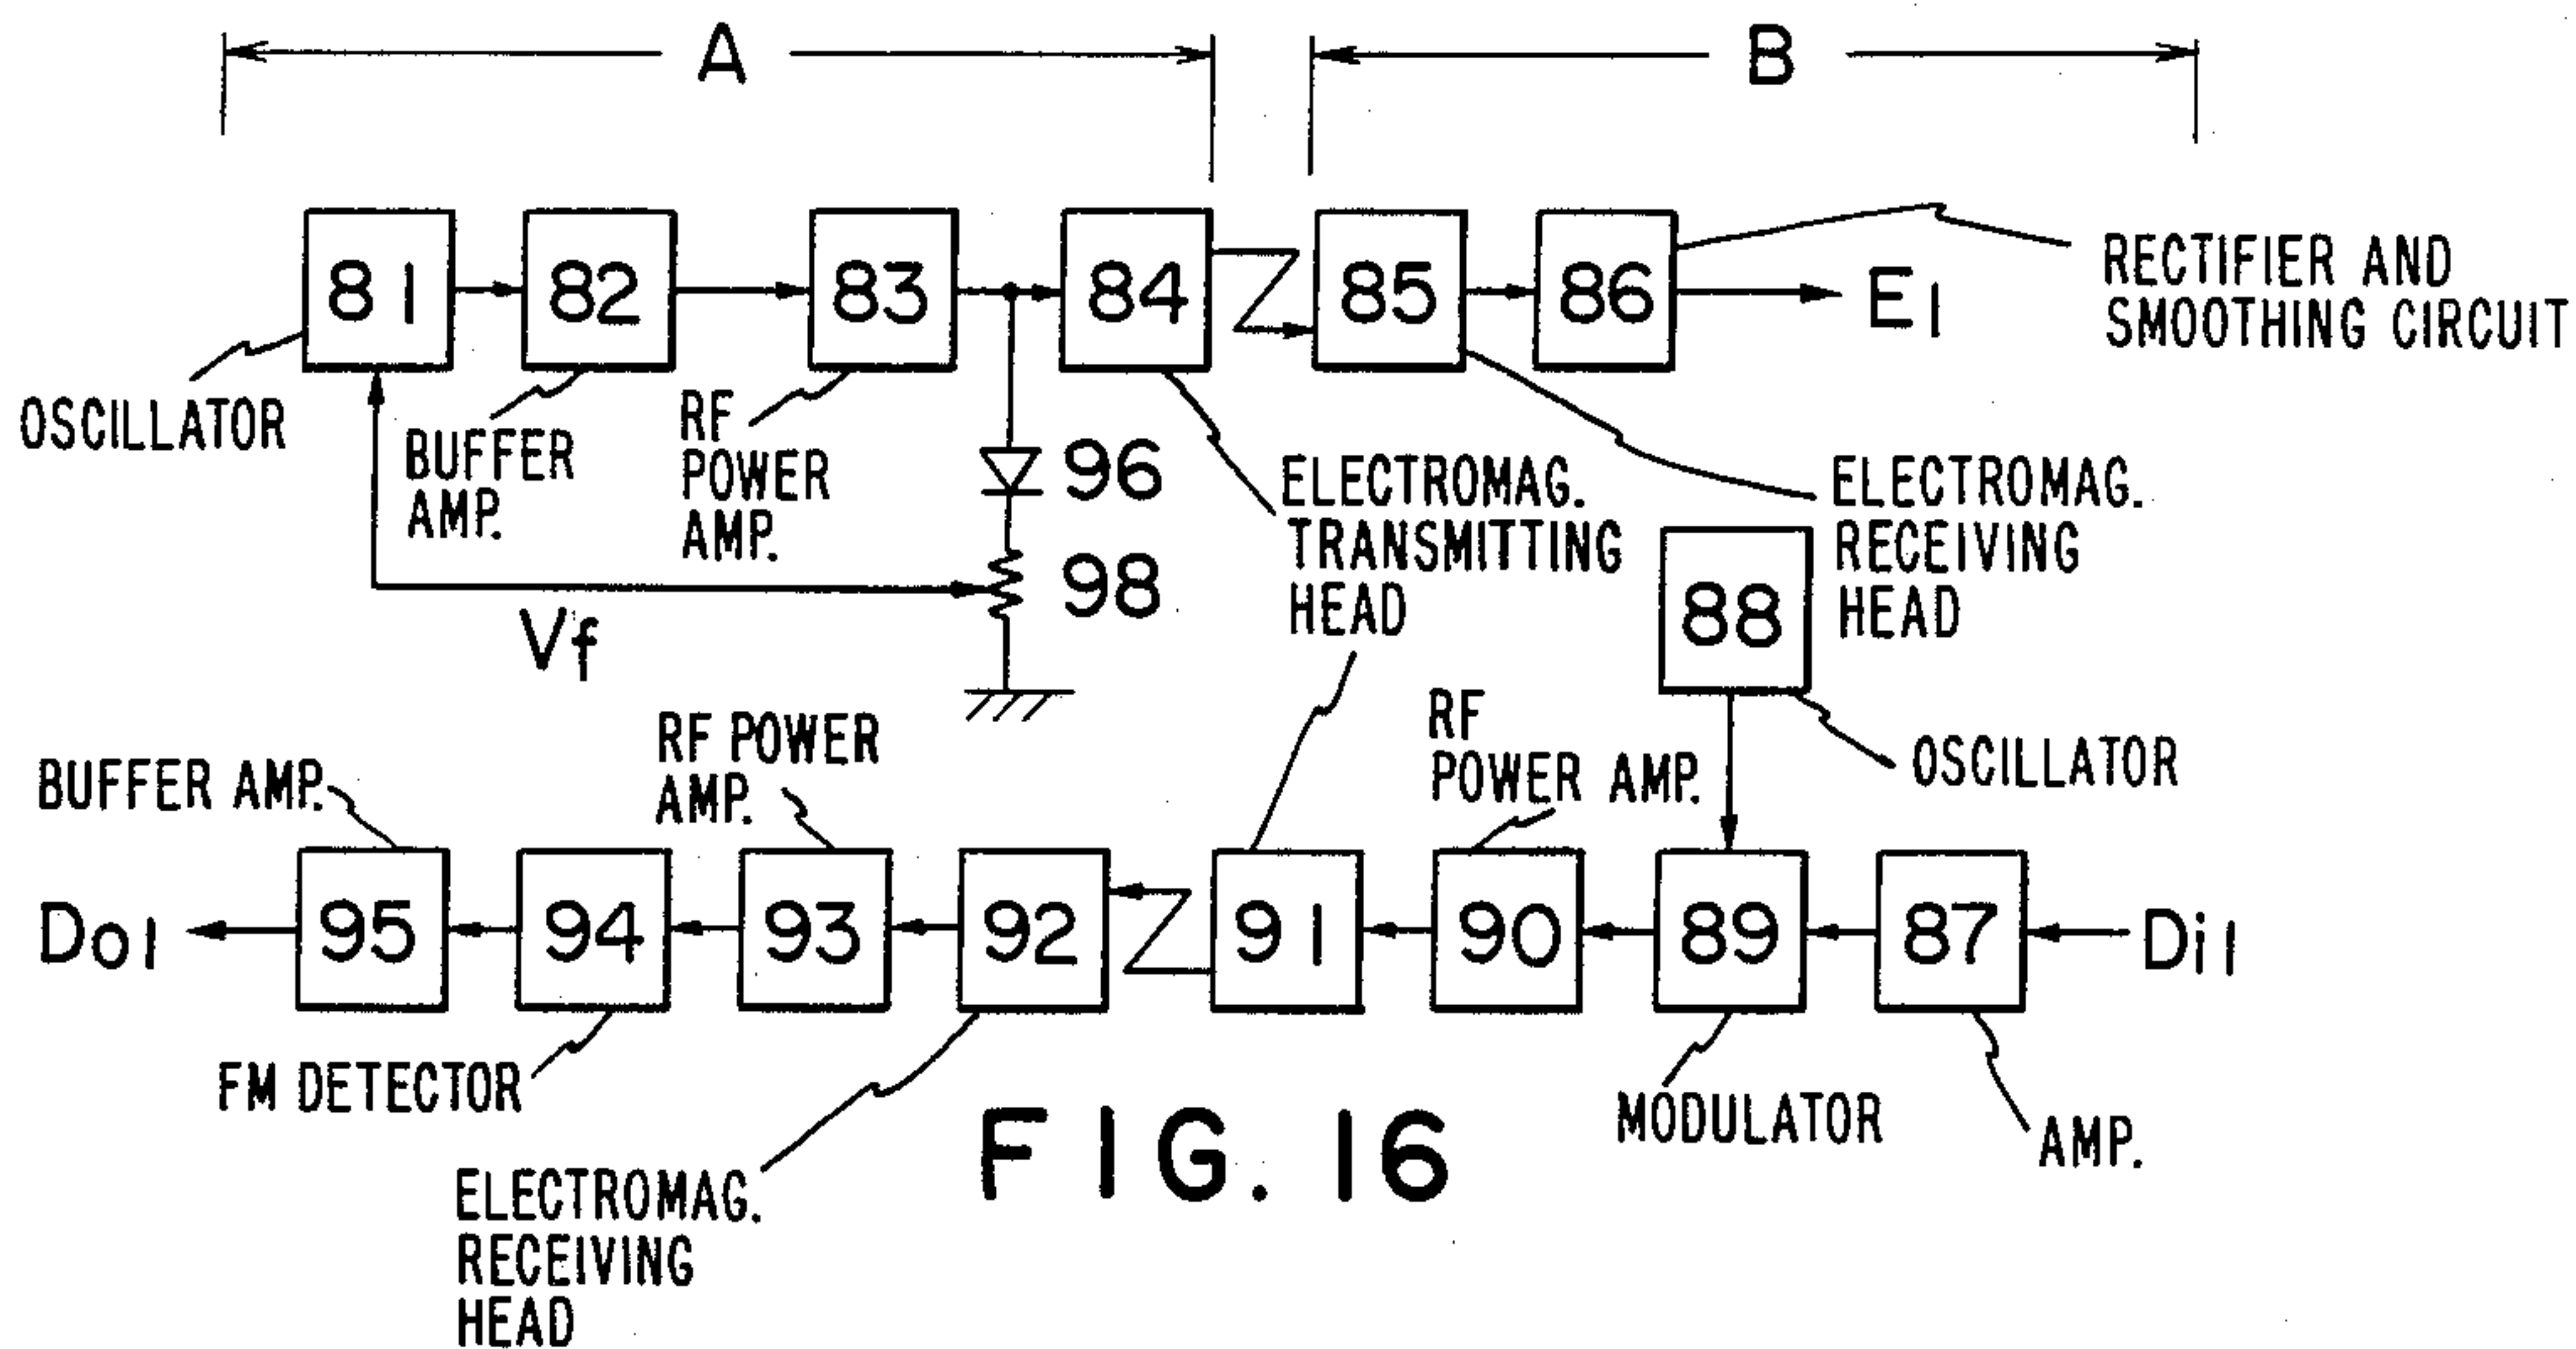 A
B
81
82
83
84
85
86
E1
RECTIFIER AND
SMOOTHING CIRCUIT
OSCILLATOR
BUFFER
AMP.
RF
POWER
AMP.
96
98
Vf
ELECTROMAG.
TRANSMITTING
HEAD
ELECTROMAG.
RECEIVING
HEAD
88
OSCILLATOR
BUFFER AMP.
RF POWER
AMP.
RF
POWER AMP.
Do1
95
94
93
92
91
90
89
87
Di1
FM DETECTOR
ELECTROMAG.
RECEIVING
HEAD
MODULATOR
AMP.
FIG. 16